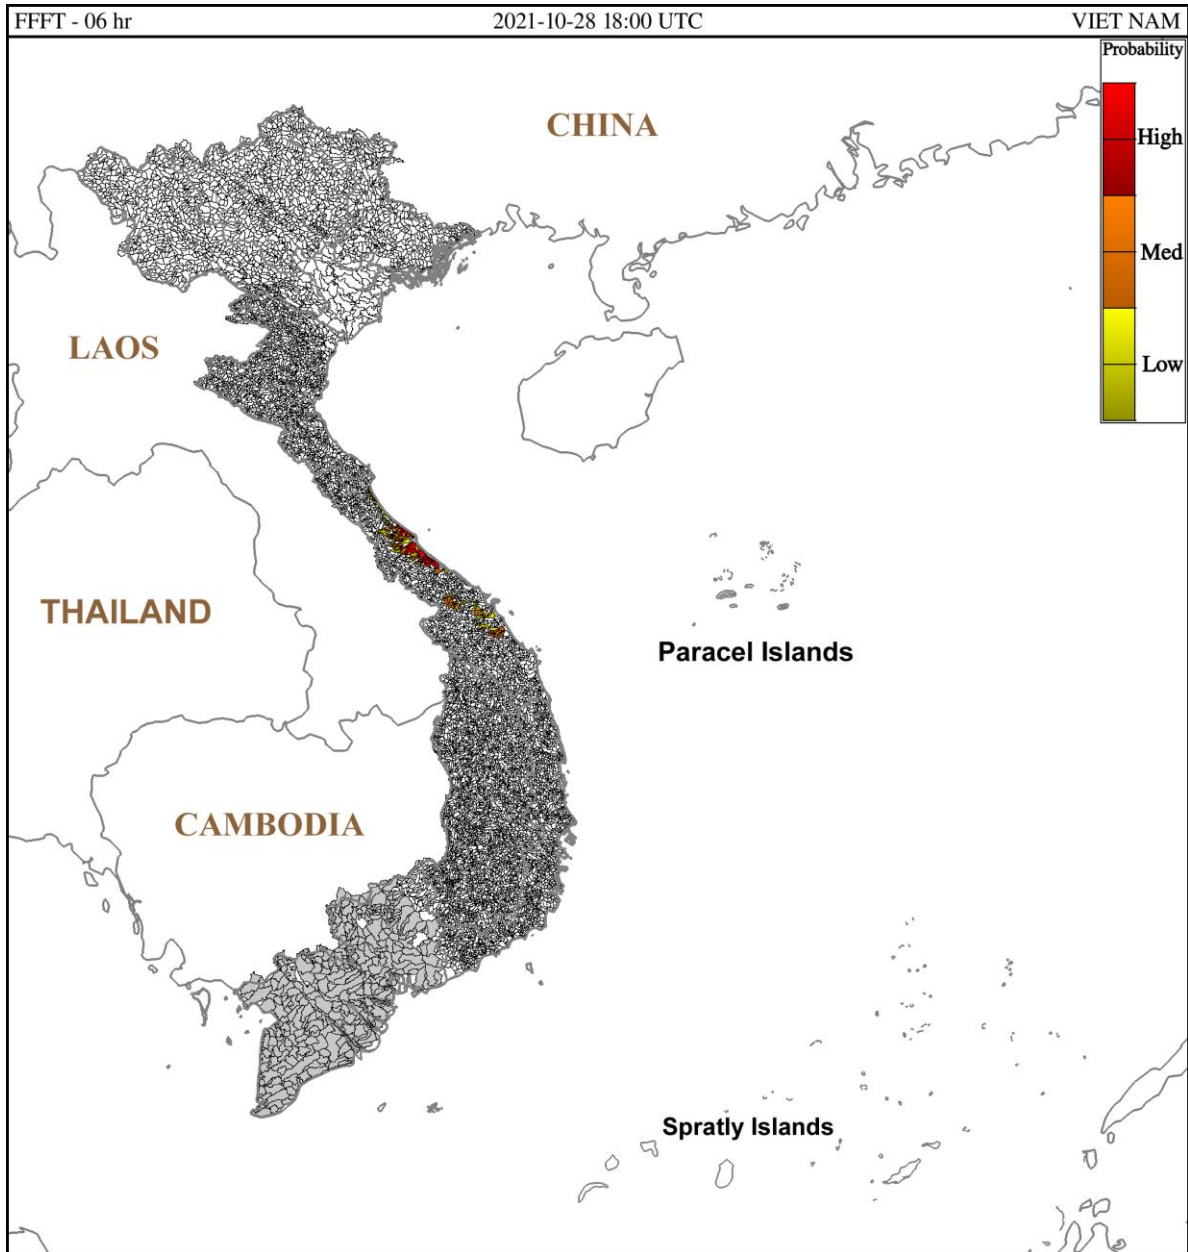 FFFT - 06 hr
2021-10-28 18:00 UTC
VIET NAM
Probability
High
Med
Low
CHINA
LAOS
THAILAND
Paracel Islands
CAMBODIA
Spratly Islands